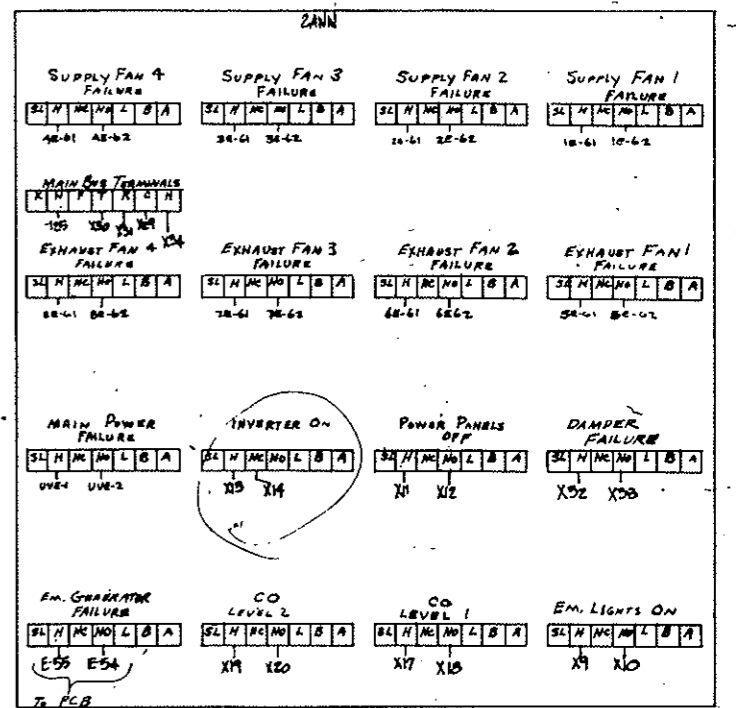 2ANN
SUPPLY FAN 4 FAILURE
SL H NC NO L B A
4E-61 4E-62
SUPPLY FAN 3 FAILURE
SL H NC NO L B A
3E-61 3E-62
SUPPLY FAN 2 FAILURE
SL H NC NO L B A
2E-61 2E-62
SUPPLY FAN 1 FAILURE
SL H NC NO L B A
1E-61 1E-62
MAIN BUS TERMINALS
K N F F R C H
X30 X31 X29 X34
EXHAUST FAN 4 FAILURE
SL H NC NO L B A
8E-61 8E-62
EXHAUST FAN 3 FAILURE
SL H NC NO L B A
7E-61 7E-62
EXHAUST FAN 2 FAILURE
SL H NC NO L B A
6E-61 6E62
EXHAUST FAN 1 FAILURE
SL H NC NO L B A
5E-61 5E-62
MAIN POWER FAILURE
SL H NC NO L B A
UVR-1 UVR-2
INVERTER ON
SL H NC NO L B A
X13 X14
POWER PANELS OFF
SL H NC NO L B A
X11 X12
DAMPER FAILURE
SL H NC NO L B A
X32 X33
EM. GENERATOR FAILURE
SL H NC NO L B A
E-55 E-54
TO PCB
CO LEVEL 2
SL H NC NO L B A
X19 X20
CO LEVEL 1
SL H NC NO L B A
X17 X18
EM. LIGHTS ON
SL H NC NO L B A
X9 X10